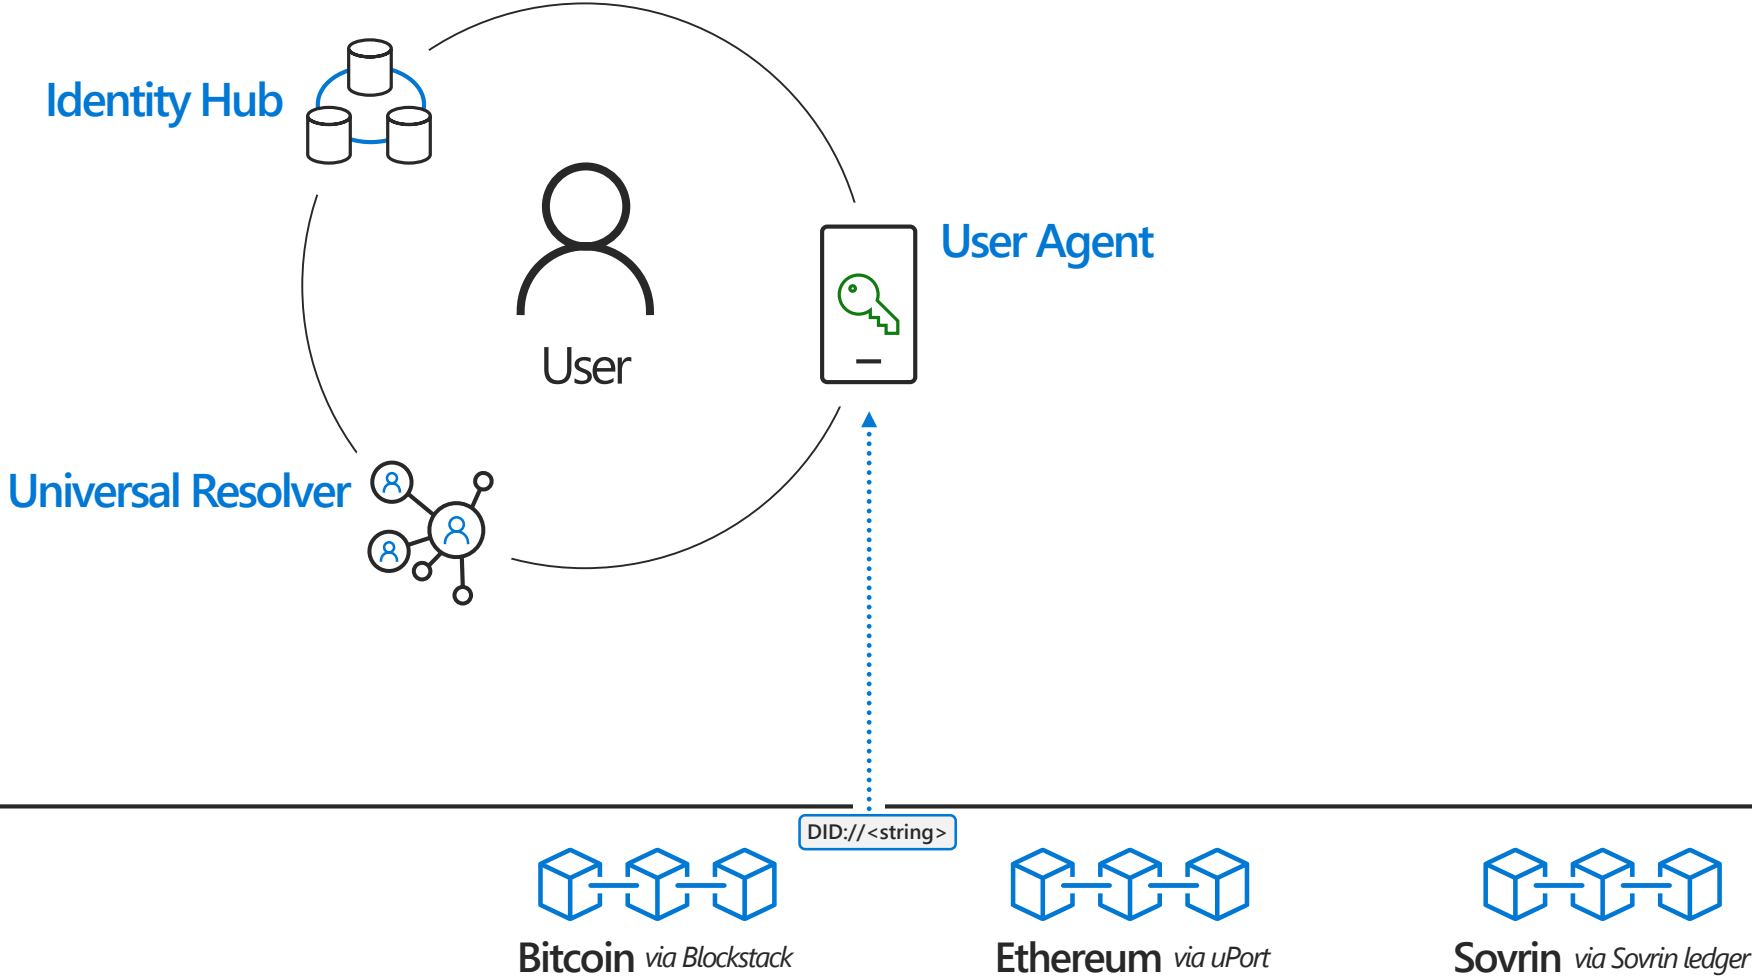 Identity Hub
User Agent
User
Universal Resolver
DID://<string>
Bitcoin via Blockstack
Ethereum via uPort
Sovrin via Sovrin ledger